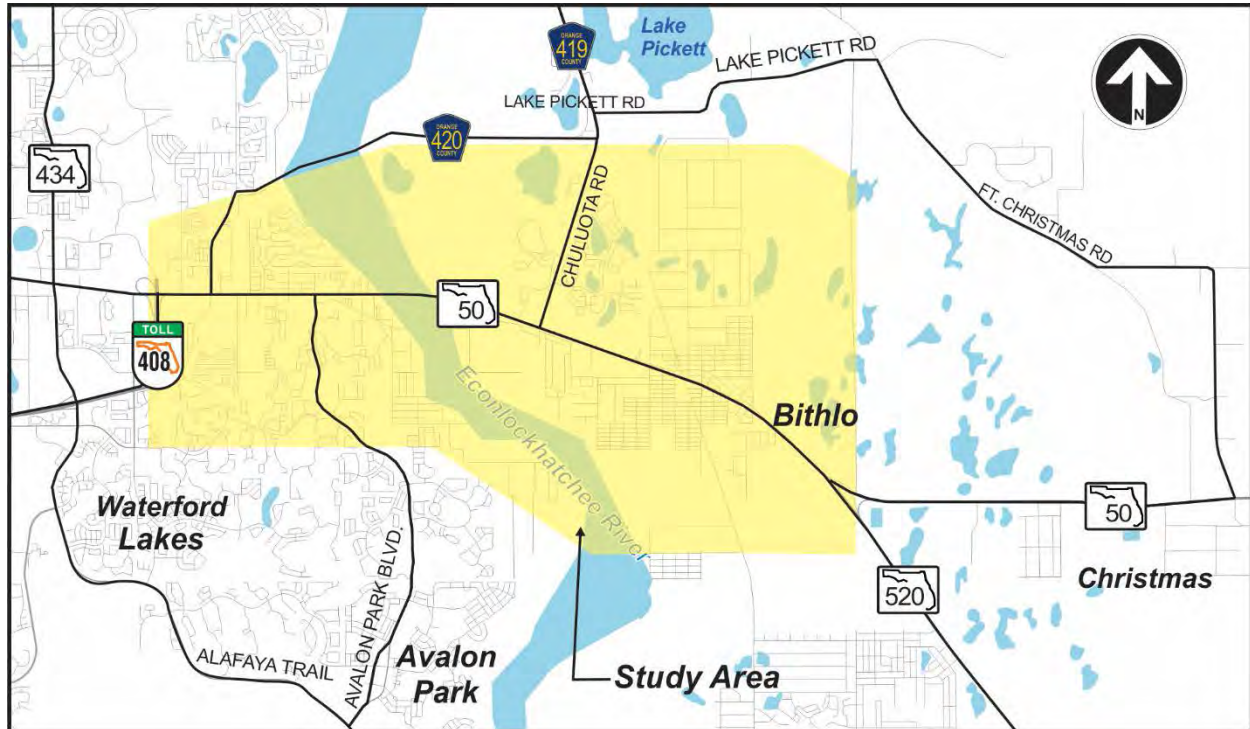 Lake
Pickett
ORANGE
419
COUNTY
LAKE PICKETT RD
LAKE PICKETT RD
N
ORANGE
420
COUNTY
434
CHULUOTA RD
FT. CHRISTMAS RD
50
TOLL
408
Econlockhatchee River
Bithlo
Waterford
Lakes
50
AVALON PARK BLVD.
Christmas
520
ALAFAYA TRAIL
Avalon
Park
Study Area